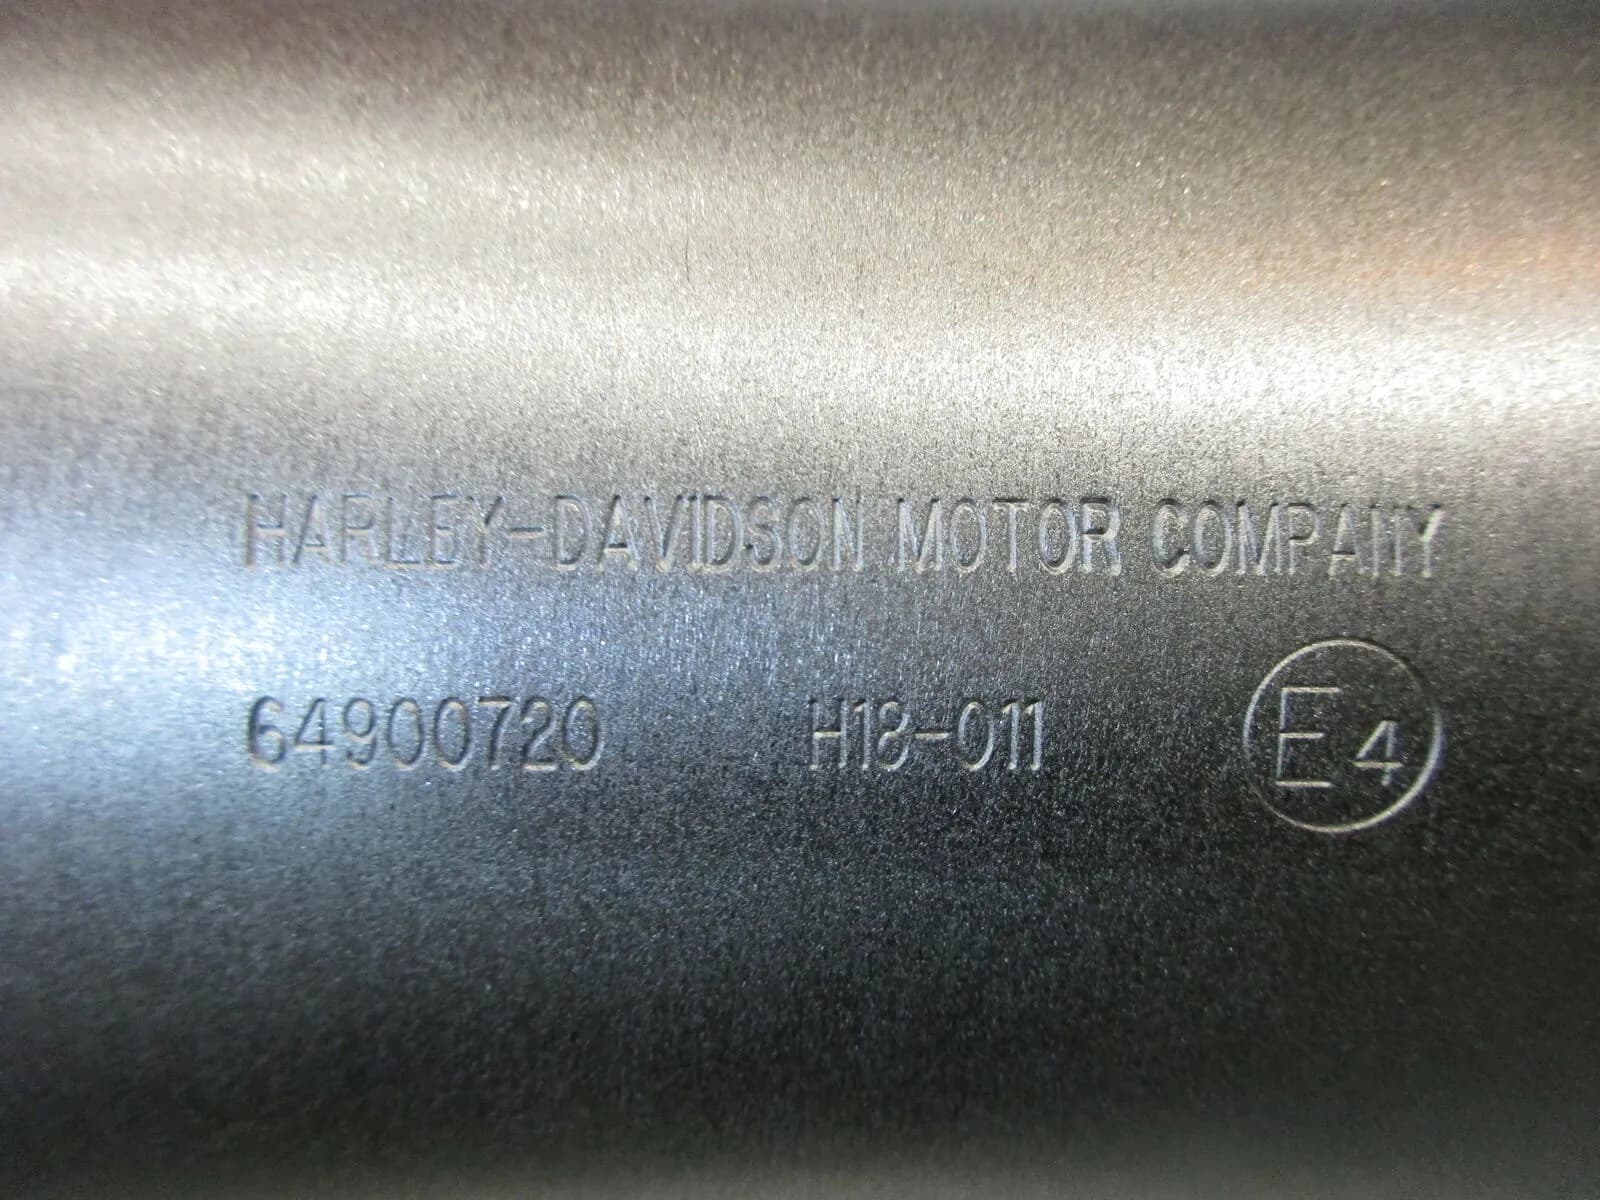 HARLEY-DAVIDSON MOTOR COMPANY
64900720 H18-011 E4